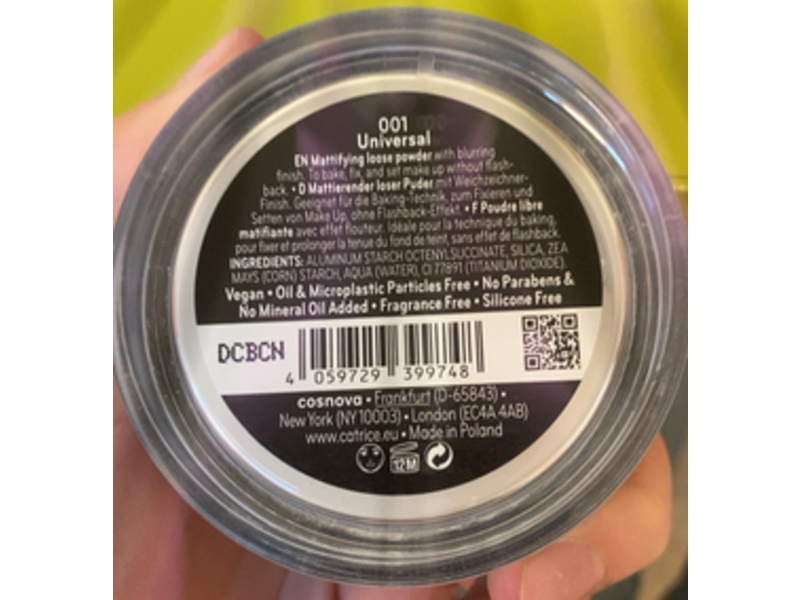 001
Universal
EN Mattifying loose powder with blurring
finish. To bake, fix, and set make up without flash-
back. • D Mattierender loser Puder mit Weichzeichner-
Finish. Geeignet für die Baking-Technik, zum Fixieren und
Setten von Make Up, ohne Flashback-Effekt. • F Poudre libre
matifiante avec effet flouteur. Idéale pour la technique du baking,
pour fixer et prolonger la tenue du fond de teint, sans effet de flashback.
INGREDIENTS: ALUMINUM STARCH OCTENYLSUCCINATE, SILICA, ZEA
MAYS (CORN) STARCH, AQUA (WATER), CI 77891 (TITANIUM DIOXIDE).
Vegan • Oil & Microplastic Particles Free • No Parabens &
No Mineral Oil Added • Fragrance Free • Silicone Free
DCBCN
4 059729 399748
cosnova • Frankfurt (D-65843) •
New York (NY 10003) • London (EC4A 4AB)
www.catrice.eu • Made in Poland
12M